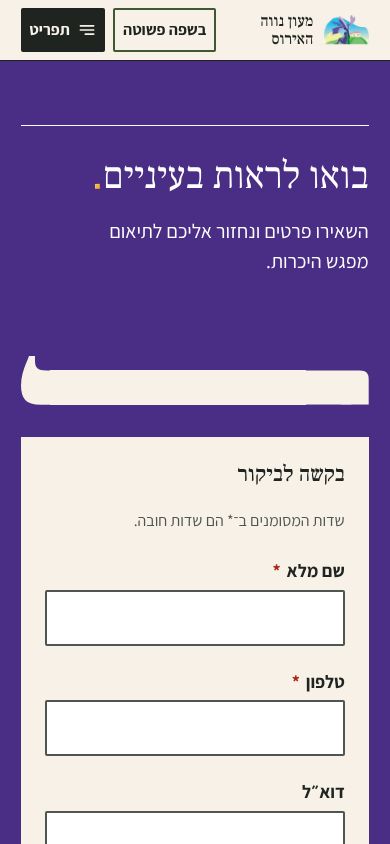 מעון נווה
האירוס
בשפה פשוטה
תפריט
בואו לראות בעיניים.
השאירו פרטים ונחזור אליכם לתיאום
מפגש היכרות.
בקשה לביקור
שדות המסומנים ב־* הם שדות חובה.
שם מלא *
טלפון *
דוא״ל